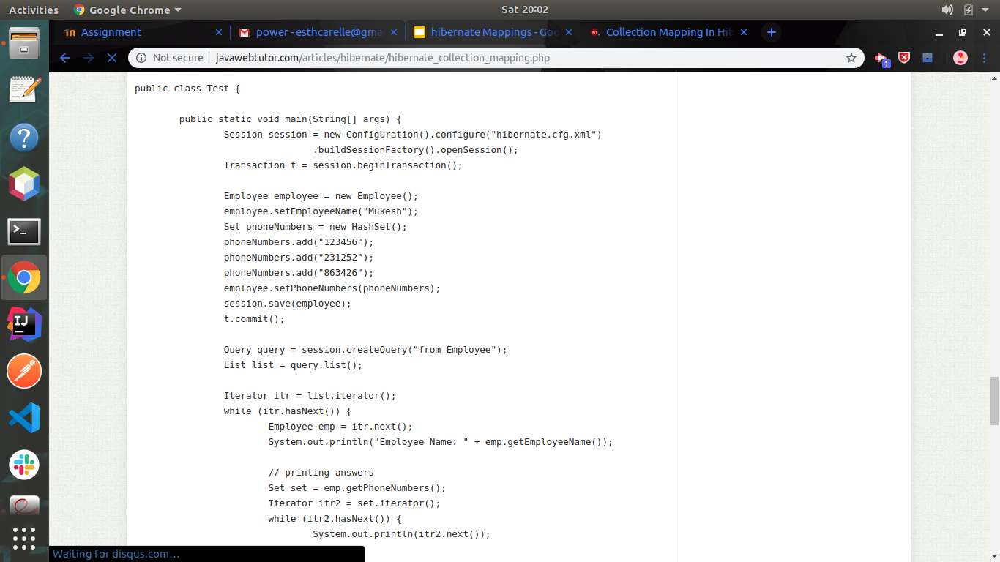 Activities
Google Chrome
Sat 20:02
Assignment
power - esthcarelle@gma
hibernate Mappings - Goo
Collection Mapping In Hib
Not secure
javawebtutor.com/articles/hibernate/hibernate_collection_mapping.php
1
public class Test {
public static void main(String[] args) {
Session session = new Configuration().configure("hibernate.cfg.xml")
.buildSessionFactory().openSession();
Transaction t = session.beginTransaction();
Employee employee = new Employee();
employee.setEmployeeName("Mukesh");
Set phoneNumbers = new HashSet();
phoneNumbers.add("123456");
phoneNumbers.add("231252");
phoneNumbers.add("863426");
employee.setPhoneNumbers(phoneNumbers);
session.save(employee);
t.commit();
Query query = session.createQuery("from Employee");
List list = query.list();
Iterator itr = list.iterator();
while (itr.hasNext()) {
Employee emp = itr.next();
System.out.println("Employee Name: " + emp.getEmployeeName());
// printing answers
Set set = emp.getPhoneNumbers();
Iterator itr2 = set.iterator();
while (itr2.hasNext()) {
System.out.println(itr2.next());
IJ
Waiting for disqus.com...